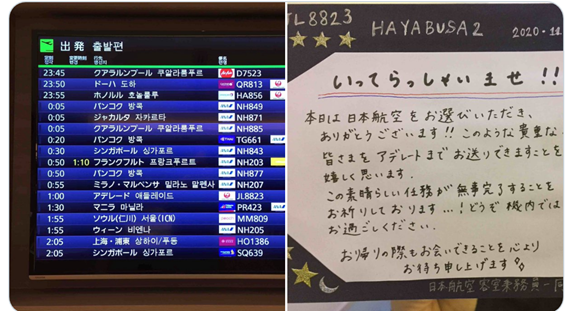 出発 출발편
23:45 クアラルンプール 쿠알라룸푸르 D7523
23:50 ドーハ 도하 QR813
23:55 ホノルル 호놀룰루 HA856
0:05 バンコク 방콕 NH849
0:05 ジャカルタ 자카르타 NH871
0:05 クアラルンプール 쿠알라룸푸르 NH885
0:20 バンコク 방콕 TG661
0:50 シンガポール 싱가포르 NH843
0:50 1:10 フランクフルト 프랑크푸르트 NH203
0:50 バンコク 방콕 NH877
0:55 ミラノ・マルペンサ 밀라노 말펜사 NH207
1:00 アデレード 애들레이드 JL8823
1:30 マニラ 마닐라 PR423
1:55 ソウル(仁川) 서울(ICN) MM809
1:55 ウィーン 비엔나 NH205
2:05 上海・浦東 상하이/푸동 HO1386
2:05 シンガポール 싱가포르 SQ639
JL8823
HAYABUSA2
2020-12
いってらっしゃいませ!!
本日は日本航空をお選びいただき、
ありがとうございます!! このような貴重な
皆さまをアデレートまでお送りできますことを
嬉しく思います。
この素晴らしい任務が無事完了することを
お祈りしております…! どうぞ機内では
お過ごしください。
お帰りの際もお会いできることを心より
お待ち申し上げます
日本航空 客室乗務員一同